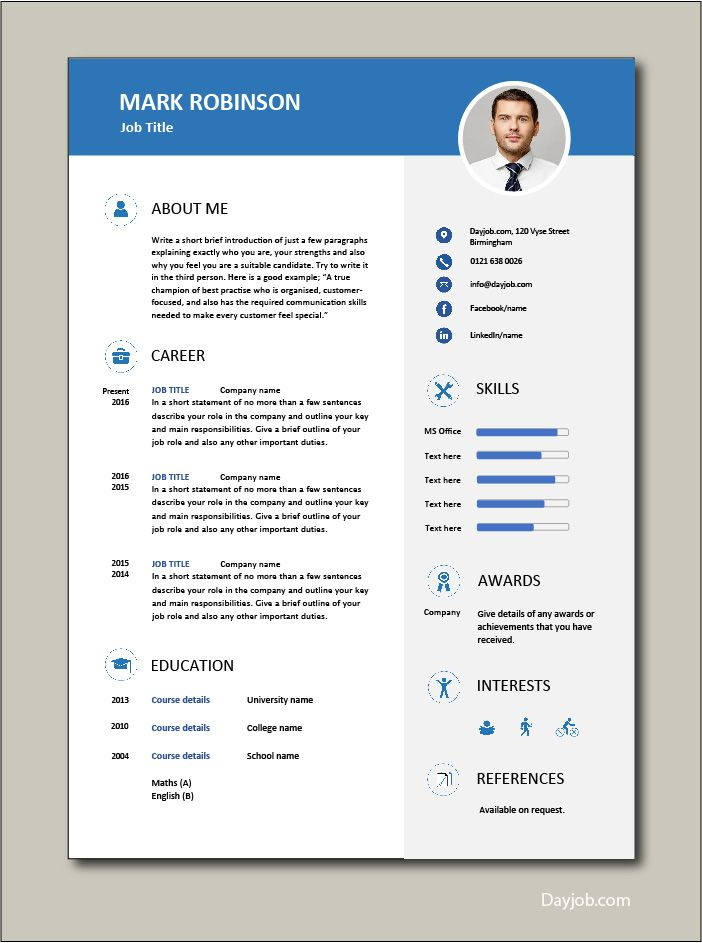 MARK ROBINSON
Job Title
ABOUT ME
Write a short brief introduction of just a few paragraphs
explaining exactly who you are, your strengths and also
why you feel you are a suitable candidate. Try to write it
in the third person. Here is a good example; “A true
champion of best practise who is organised, customer-
focused, and also has the required communication skills
needed to make every customer feel special.”
CAREER
Present
2016
JOB TITLE Company name
In a short statement of no more than a few sentences
describe your role in the company and outline your key
and main responsibilities. Give a brief outline of your
job role and also any other important duties.
2016
2015
JOB TITLE Company name
In a short statement of no more than a few sentences
describe your role in the company and outline your key
and main responsibilities. Give a brief outline of your
job role and also any other important duties.
2015
2014
JOB TITLE Company name
In a short statement of no more than a few sentences
describe your role in the company and outline your key
and main responsibilities. Give a brief outline of your
job role and also any other important duties.
EDUCATION
2013 Course details University name
2010 Course details College name
2004 Course details School name
Maths (A)
English (B)
Dayjob.com, 120 Vyse Street
Birmingham
0121 638 0026
info@dayjob.com
f Facebook/name
in LinkedIn/name
SKILLS
MS Office
Text here
Text here
Text here
Text here
AWARDS
Company Give details of any awards or
achievements that you have
received.
INTERESTS
REFERENCES
Available on request.
Dayjob.com